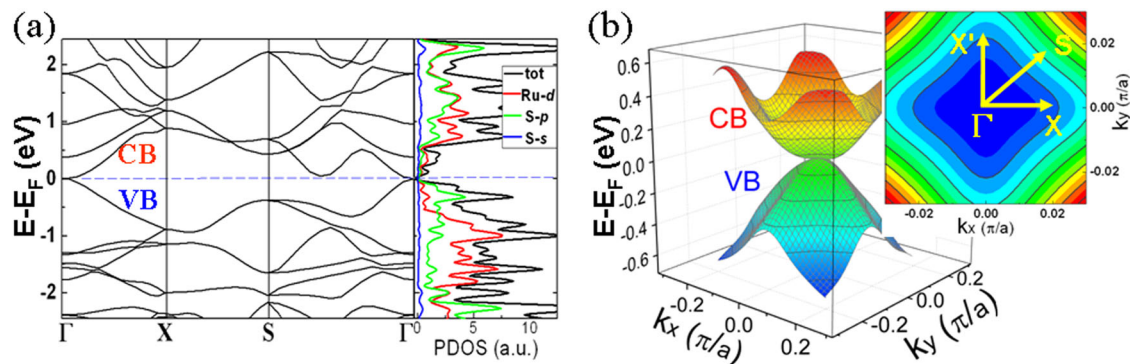 (a)
E-E_F (eV)
2
1
0
-1
-2
CB
VB
Γ
X
S
Γ
tot
Ru-d
S-p
S-s
0
5
10
PDOS (a.u.)
(b)
E-E_F (eV)
0.6
0.4
0.2
0.0
-0.2
-0.4
-0.6
CB
VB
-0.2
0.0
0.2
k_x (π/a)
-0.2
0.0
0.2
k_y (π/a)
X'
S
Γ
X
0.02
0.00
-0.02
k_y (π/a)
-0.02
0.00
0.02
k_x (π/a)